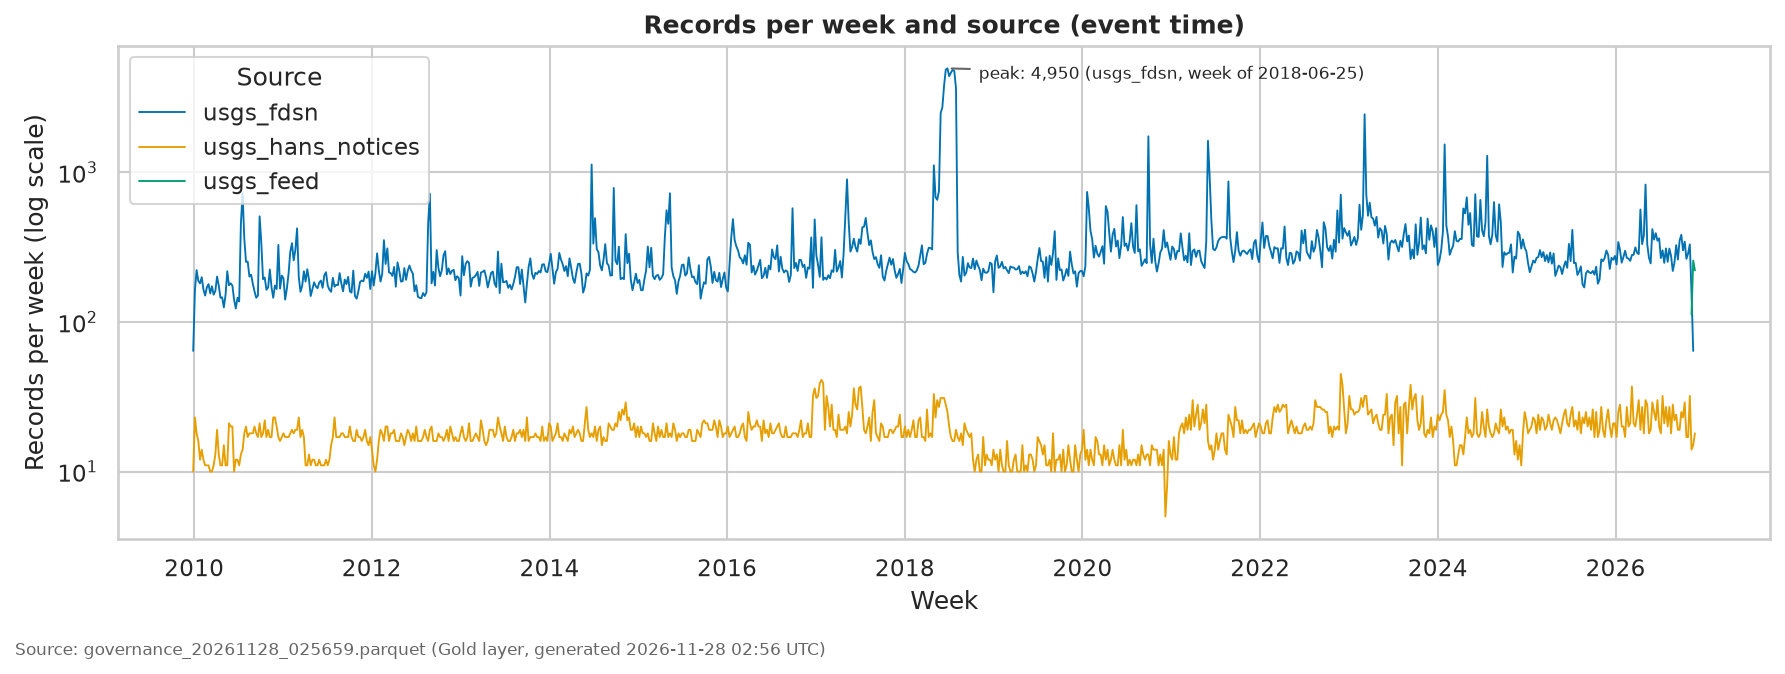 Records per week and source (event time)
Source
usgs_fdsn
usgs_hans_notices
usgs_feed
peak: 4,950 (usgs_fdsn, week of 2018-06-25)
Records per week (log scale)
10³
10²
10¹
2010 2012 2014 2016 2018 2020 2022 2024 2026
Week
Source: governance_20261128_025659.parquet (Gold layer, generated 2026-11-28 02:56 UTC)